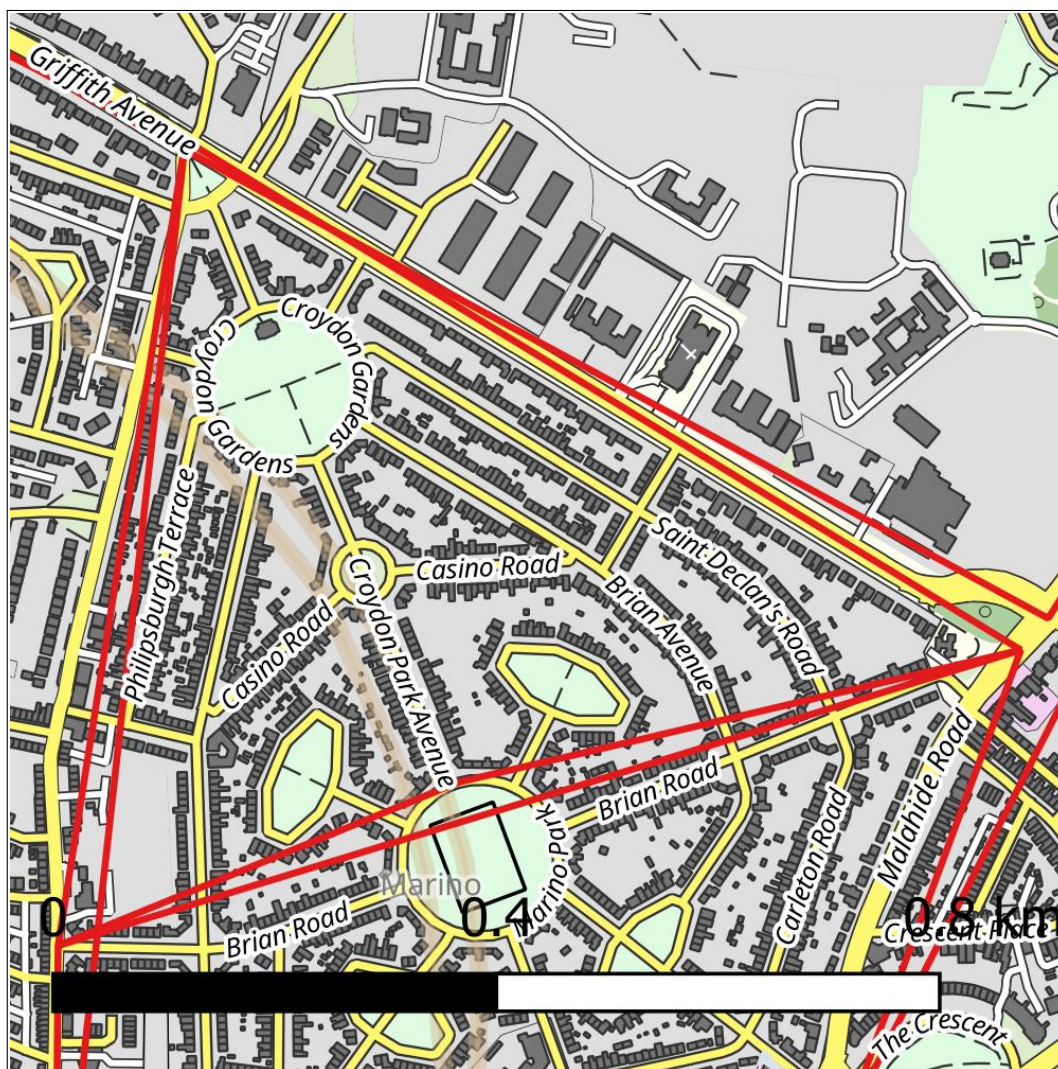 Griffith Avenue
Croydon Gardens
Croydon Gardens
Philipsburgh Terrace
Casino Road
Casino Road
Croydon Park Avenue
Saint Declan's Road
Brian Avenue
Brian Road
Marino Park
Malahide Road
Carleton Road
Marino
Brian Road
0 0.4 0.8 km
Crescent Place
The Crescent